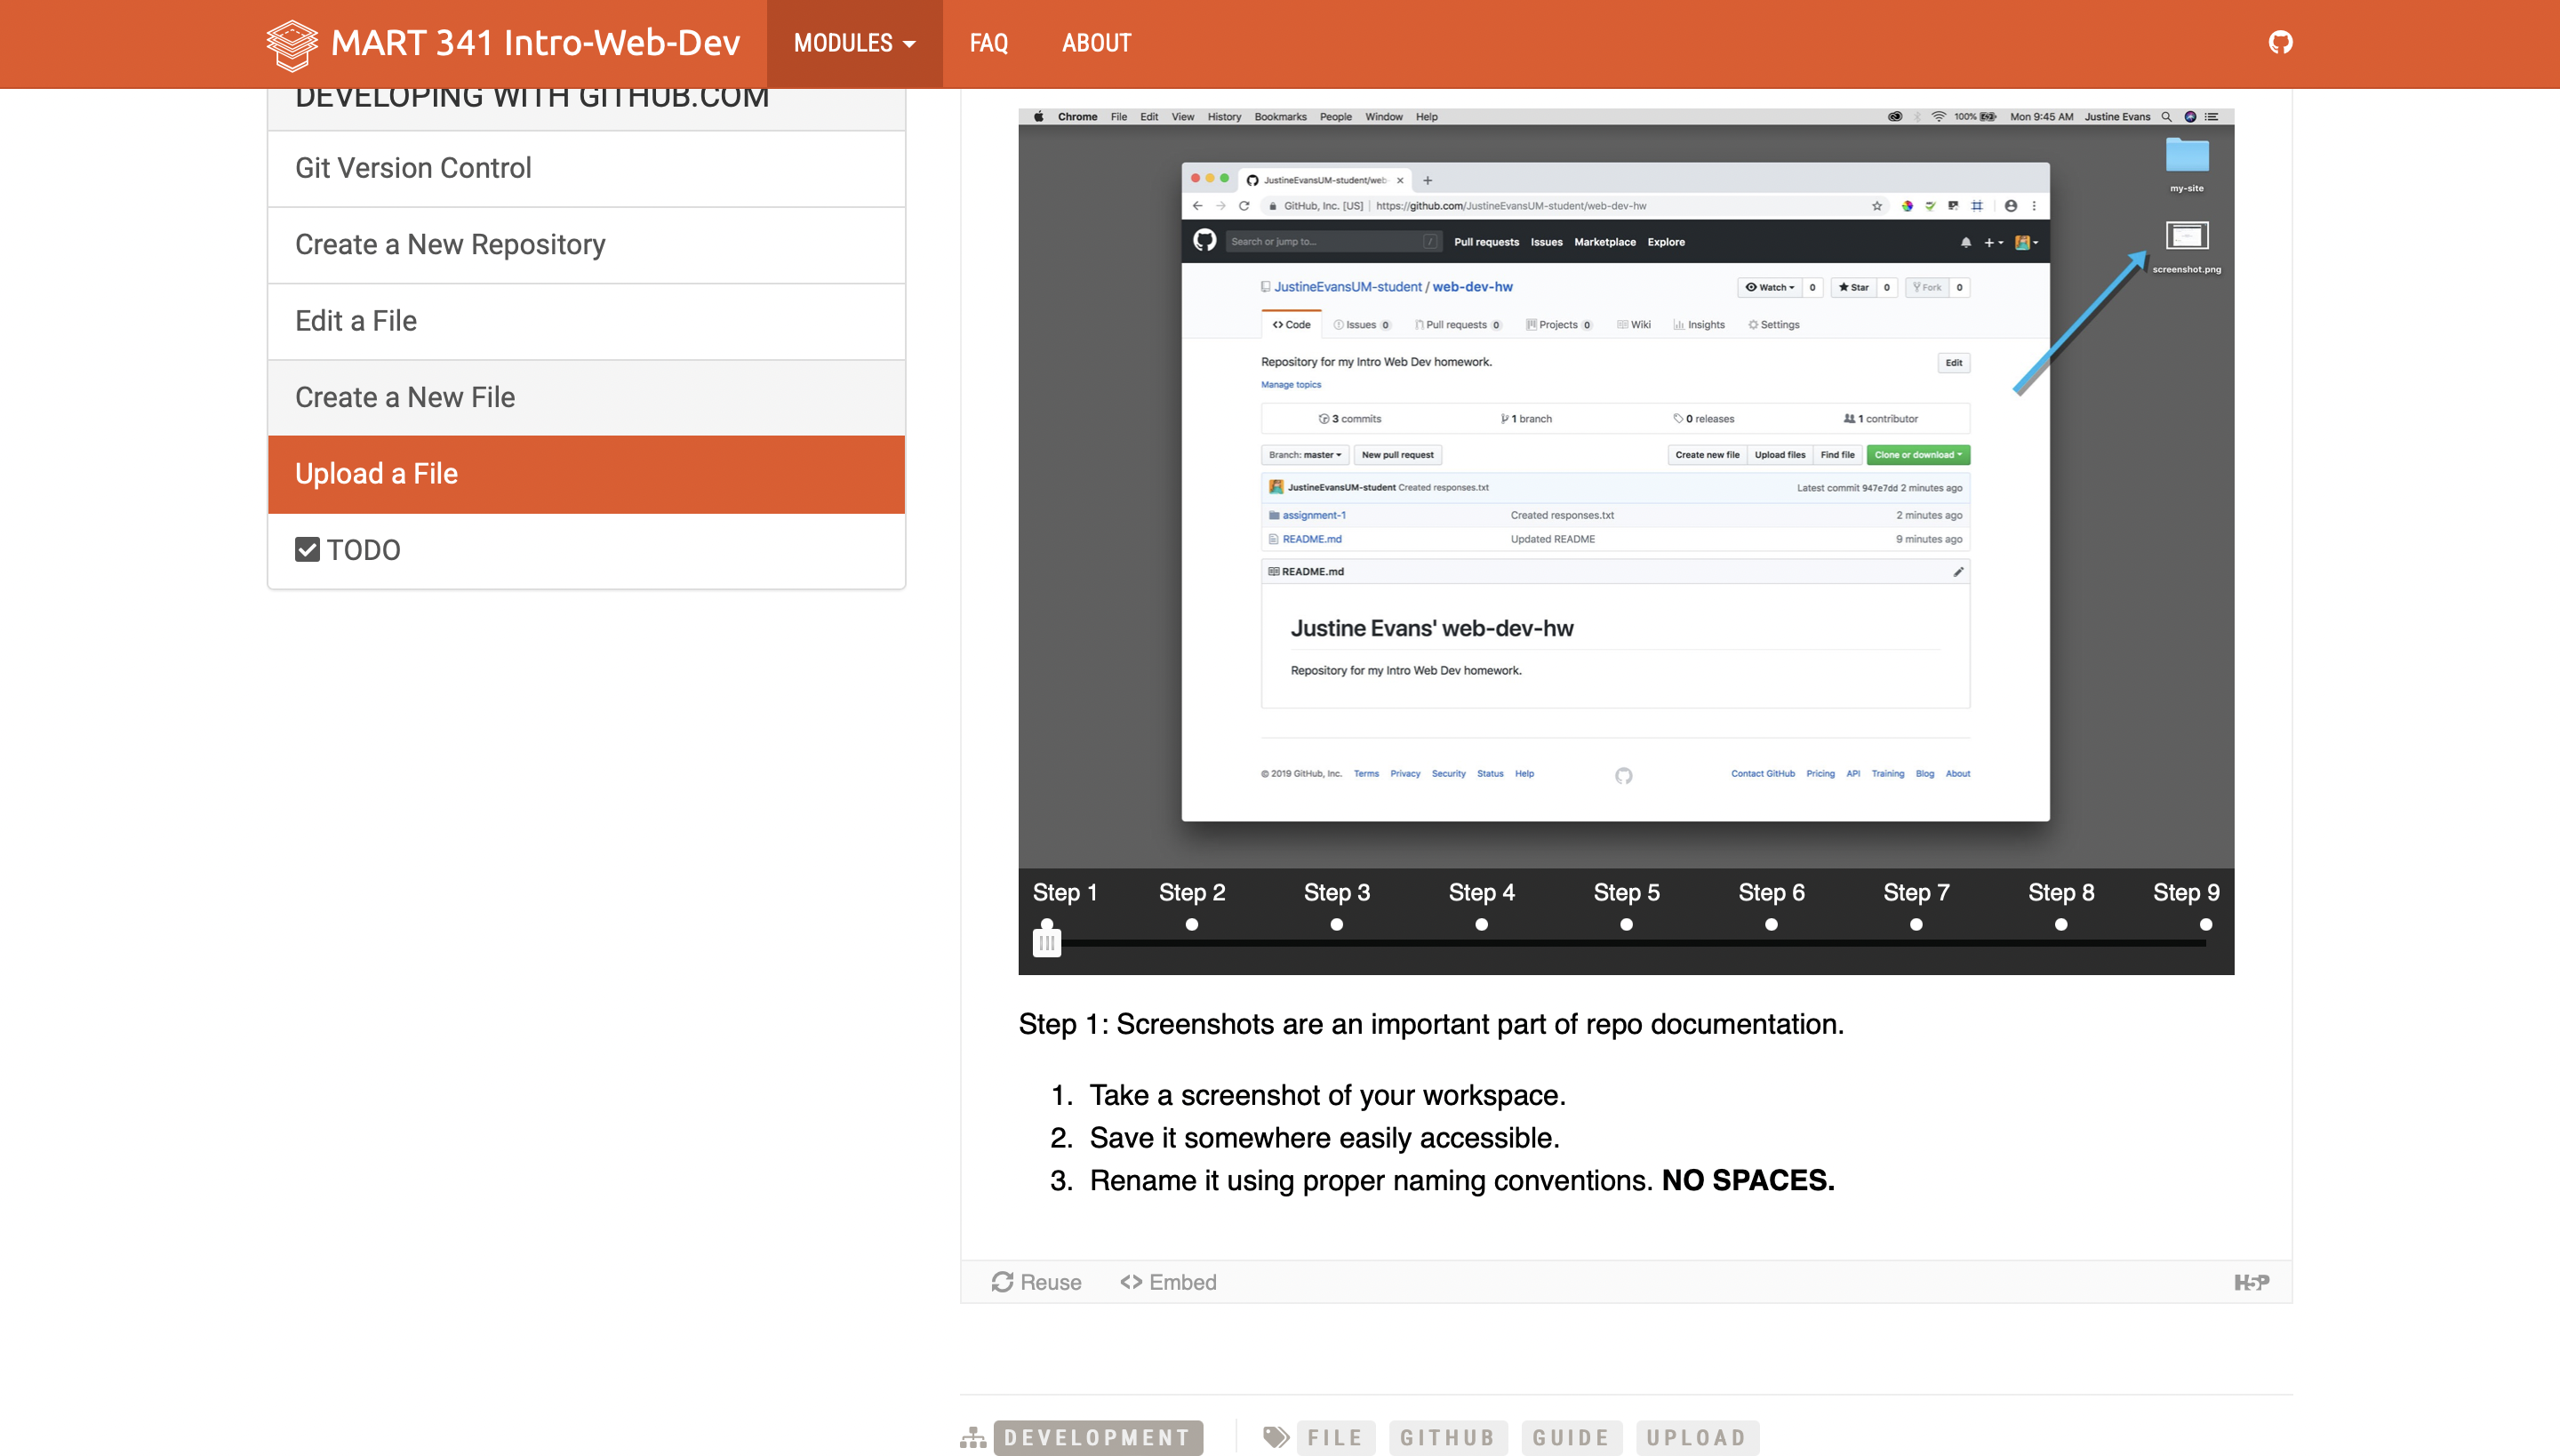 MART 341 Intro-Web-Dev MODULES FAQ ABOUT
DEVELOPING WITH GITHUB.COM
Git Version Control
Create a New Repository
Edit a File
Create a New File
Upload a File
TODO
Chrome File Edit View History Bookmarks People Window Help 100% Mon 9:45 AM Justine Evans
my-site
screenshot.png
JustineEvansUM-student/web-
GitHub, Inc. [US] https://github.com/JustineEvansUM-student/web-dev-hw
Search or jump to... / Pull requests Issues Marketplace Explore
JustineEvansUM-student / web-dev-hw Watch 0 Star 0 Fork 0
Code Issues 0 Pull requests 0 Projects 0 Wiki Insights Settings
Repository for my Intro Web Dev homework. Edit
Manage topics
3 commits 1 branch 0 releases 1 contributor
Branch: master New pull request Create new file Upload files Find file Clone or download
JustineEvansUM-student Created responses.txt Latest commit 947e7dd 2 minutes ago
assignment-1 Created responses.txt 2 minutes ago
README.md Updated README 9 minutes ago
README.md
Justine Evans' web-dev-hw
Repository for my Intro Web Dev homework.
© 2019 GitHub, Inc. Terms Privacy Security Status Help Contact GitHub Pricing API Training Blog About
Step 1 Step 2 Step 3 Step 4 Step 5 Step 6 Step 7 Step 8 Step 9
Step 1: Screenshots are an important part of repo documentation.
1. Take a screenshot of your workspace.
2. Save it somewhere easily accessible.
3. Rename it using proper naming conventions. NO SPACES.
Reuse <> Embed H5P
DEVELOPMENT FILE GITHUB GUIDE UPLOAD